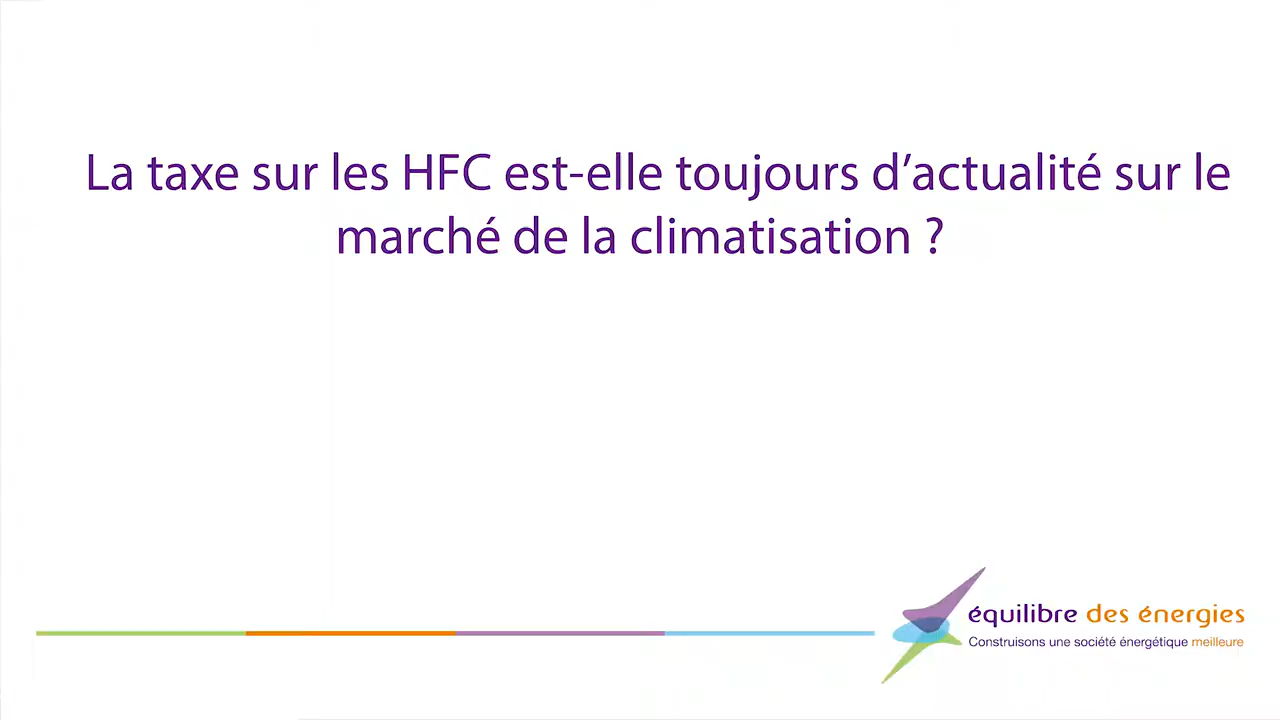 La taxe sur les HFC est-elle toujours d’actualité sur le
marché de la climatisation ?
équilibre des énergies
Construisons une société énergétique meilleure